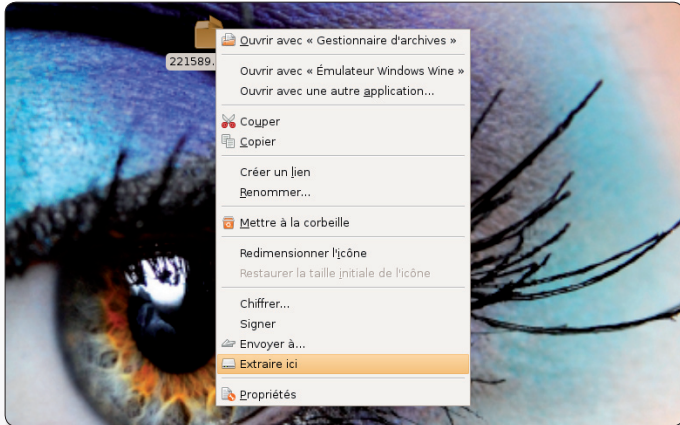 221589.
Ouvrir avec « Gestionnaire d'archives »
Ouvrir avec « Émulateur Windows Wine »
Ouvrir avec une autre application...
Couper
Copier
Créer un lien
Renommer...
Mettre à la corbeille
Redimensionner l'icône
Restaurer la taille initiale de l'icône
Chiffrer...
Signer
Envoyer à...
Extraire ici
Propriétés